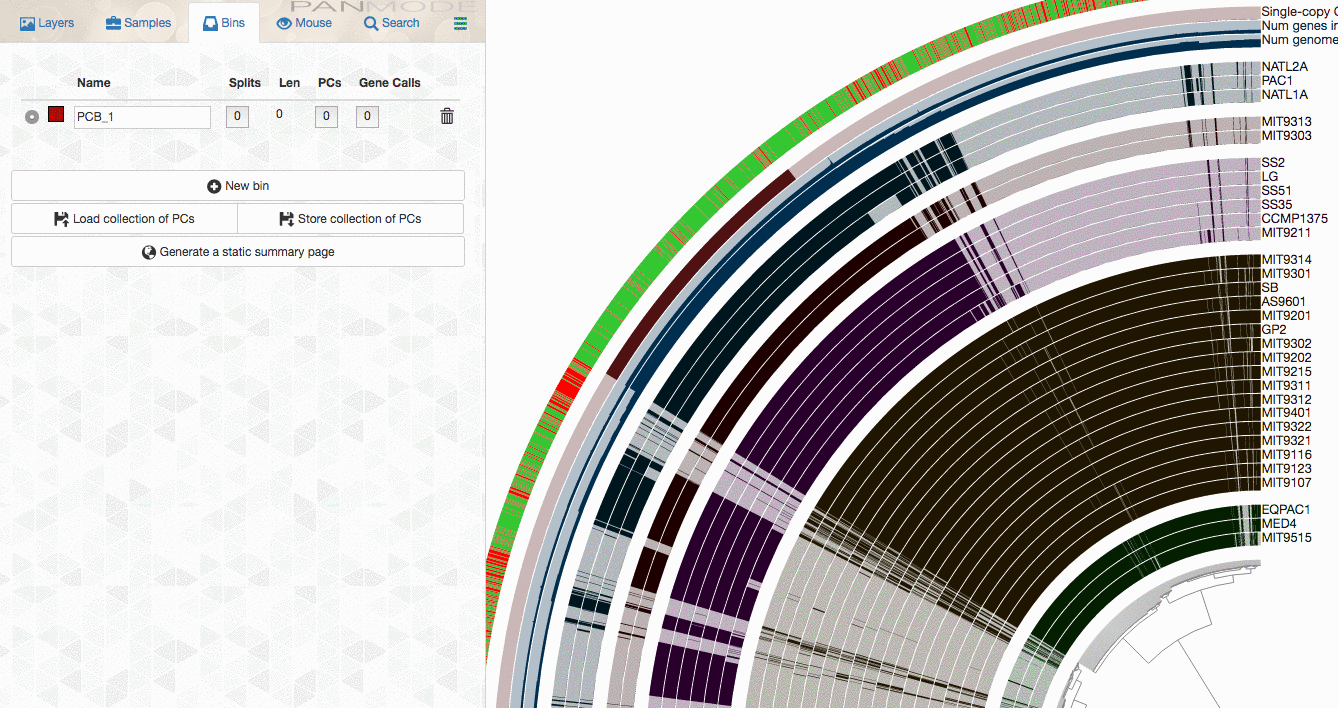 PANMODE
Layers Samples Bins Mouse Search
Name Splits Len PCs Gene Calls
PCB_1 0 0 0 0
New bin
Load collection of PCs Store collection of PCs
Generate a static summary page
Single-copy
Num genes in
Num genome
NATL2A
PAC1
NATL1A
MIT9313
MIT9303
SS2
LG
SS51
SS35
CCMP1375
MIT9211
MIT9314
MIT9301
SB
AS9601
MIT9201
GP2
MIT9302
MIT9202
MIT9215
MIT9311
MIT9312
MIT9401
MIT9322
MIT9321
MIT9116
MIT9123
MIT9107
EQPAC1
MED4
MIT9515